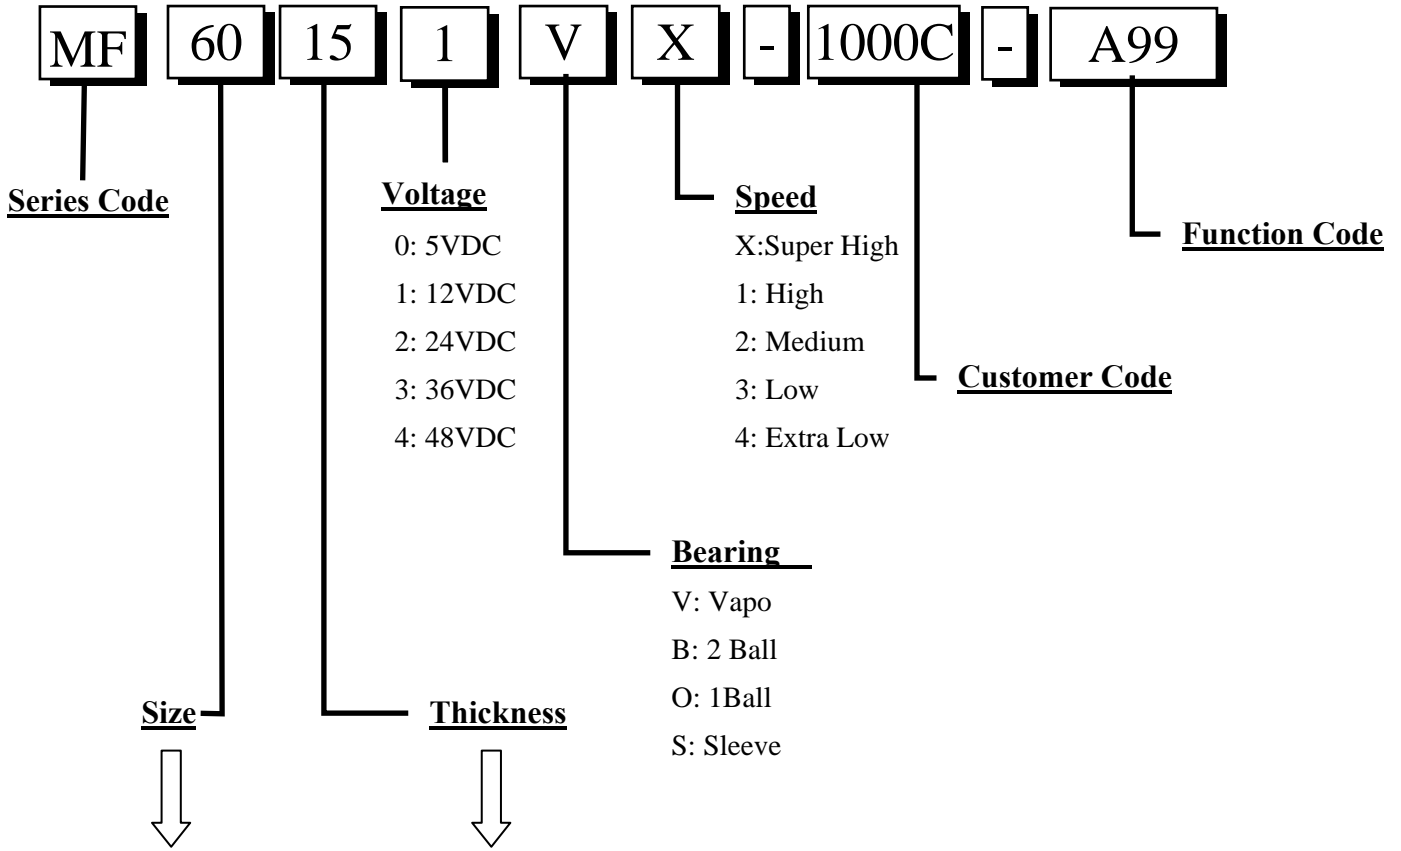 MF 60 15 1 V X - 1000C - A99
Series Code
Voltage
0: 5VDC
1: 12VDC
2: 24VDC
3: 36VDC
4: 48VDC
Speed
X:Super High
1: High
2: Medium
3: Low
4: Extra Low
Function Code
Customer Code
Bearing
V: Vapo
B: 2 Ball
O: 1Ball
S: Sleeve
Size
Thickness